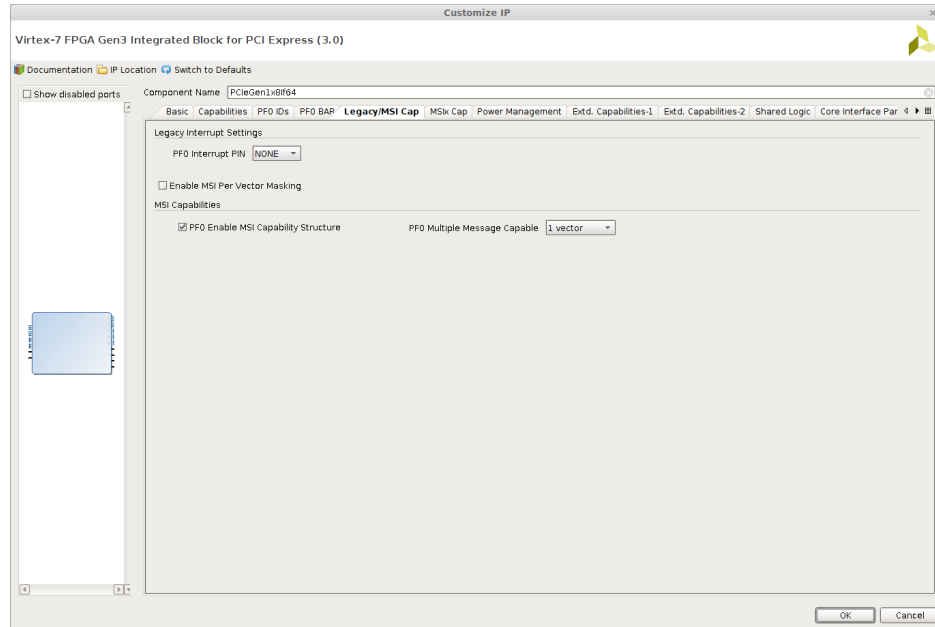 Customize IP
Virtex-7 FPGA Gen3 Integrated Block for PCI Express (3.0)
Documentation IP Location Switch to Defaults
Show disabled ports
Component Name PCIeGen1x8If64
Basic Capabilities PF0 IDs PF0 BAR Legacy/MSI Cap MSIx Cap Power Management Extd. Capabilities-1 Extd. Capabilities-2 Shared Logic Core Interface Par
Legacy Interrupt Settings
PF0 Interrupt PIN NONE
Enable MSI Per Vector Masking
MSI Capabilities
PF0 Enable MSI Capability Structure PF0 Multiple Message Capable 1 vector
OK Cancel